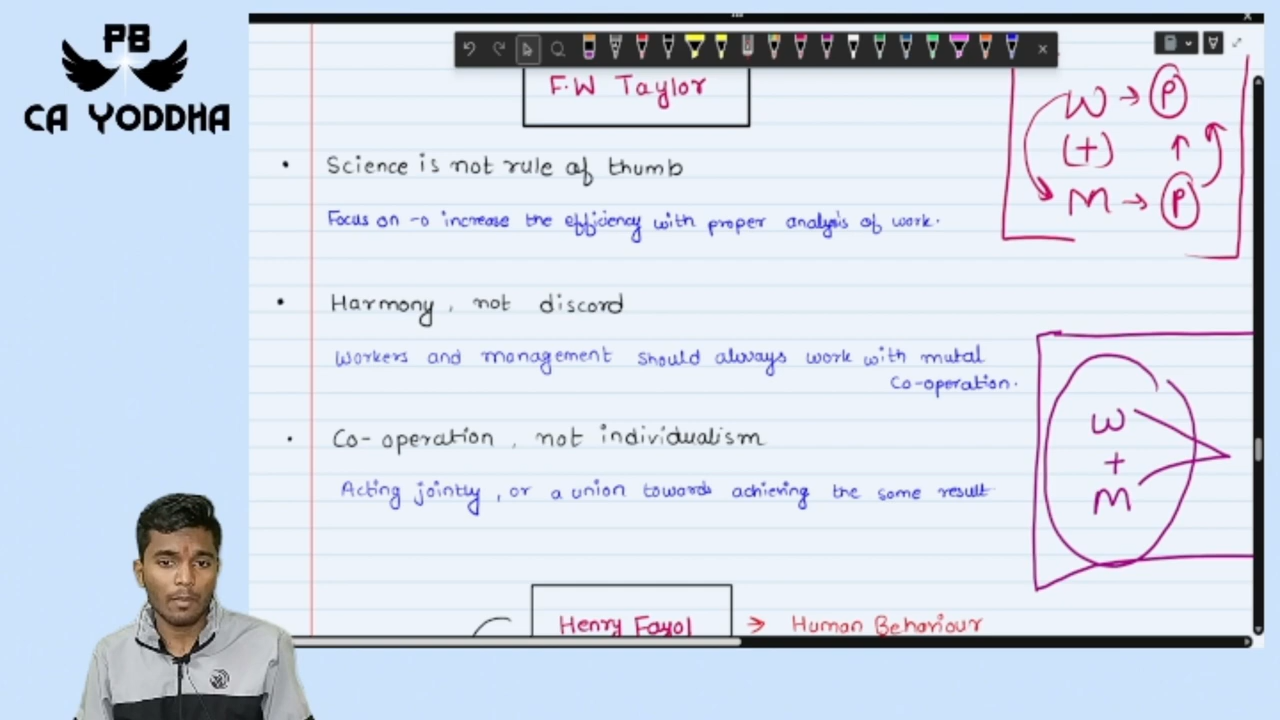 PB
CA YODDHA
F.W Taylor
W → P
(+) ↑
M → P
• Science is not rule of thumb
Focus on → increase the efficiency with proper analysis of work.
• Harmony, not discord
Workers and management should always work with mutal
Co-operation.
• Co-operation, not individualism
W
+
M
Acting jointly, or a union towards achieving the some result
Henry Fayol → Human Behaviour